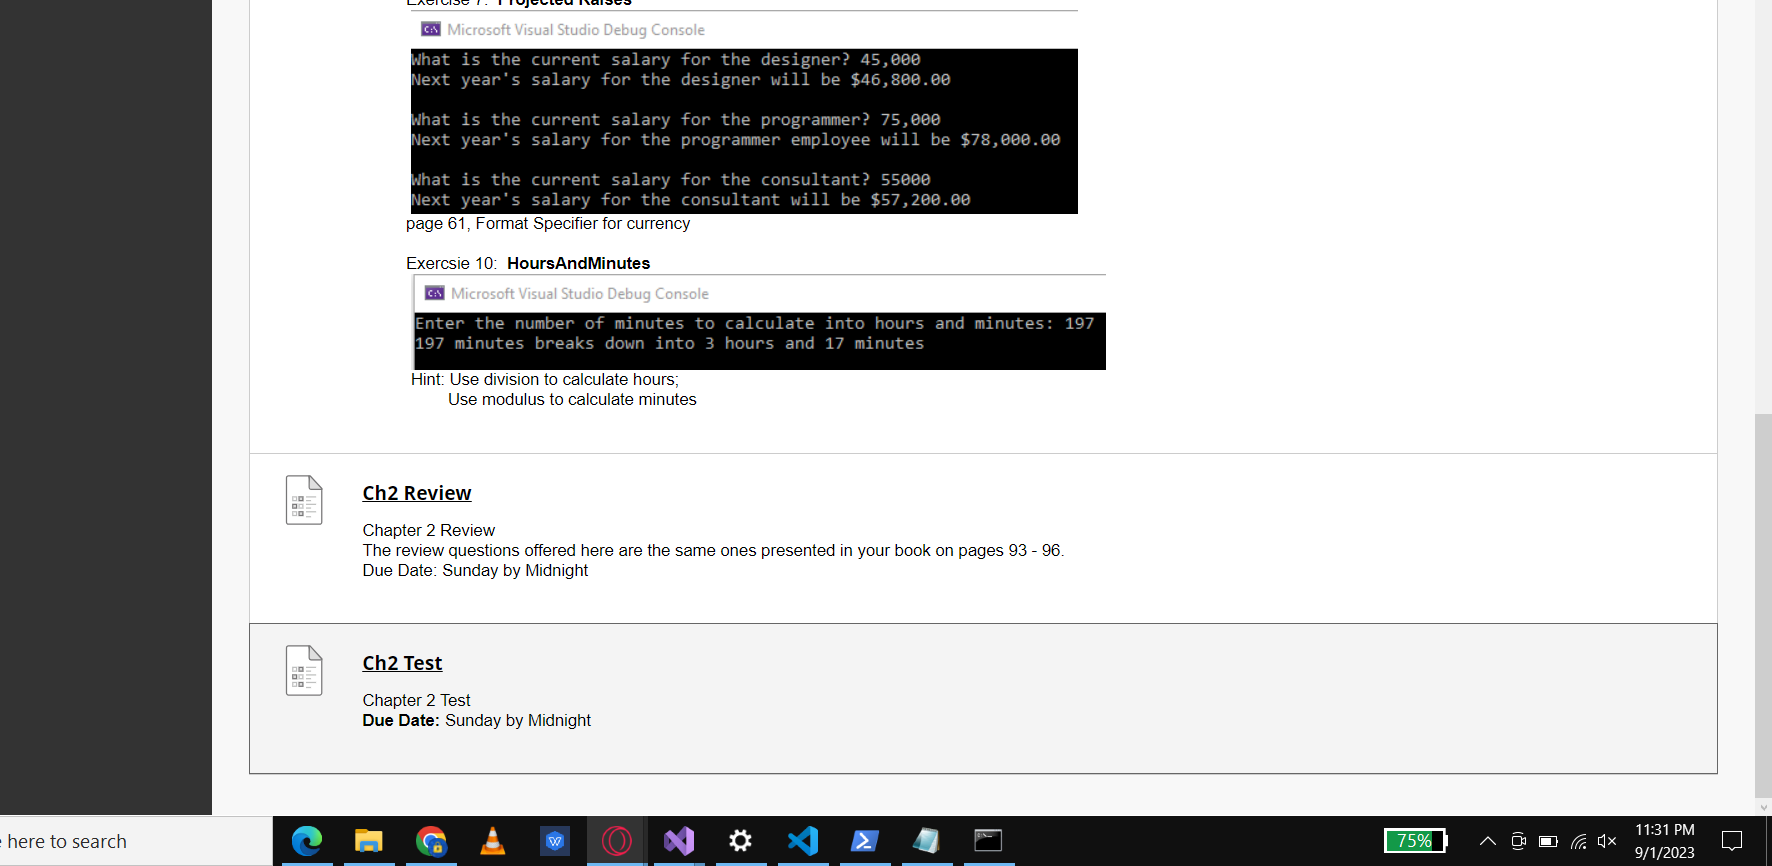 Exercise 7: Projected Raises
Microsoft Visual Studio Debug Console
What is the current salary for the designer? 45,000
Next year's salary for the designer will be $46,800.00
What is the current salary for the programmer? 75,000
Next year's salary for the programmer employee will be $78,000.00
What is the current salary for the consultant? 55000
Next year's salary for the consultant will be $57,200.00
page 61, Format Specifier for currency
Exercsie 10: HoursAndMinutes
Microsoft Visual Studio Debug Console
Enter the number of minutes to calculate into hours and minutes: 197
197 minutes breaks down into 3 hours and 17 minutes
Hint: Use division to calculate hours;
Use modulus to calculate minutes
Ch2 Review
Chapter 2 Review
The review questions offered here are the same ones presented in your book on pages 93 - 96.
Due Date: Sunday by Midnight
Ch2 Test
Chapter 2 Test
Due Date: Sunday by Midnight
here to search
75%
11:31 PM
9/1/2023